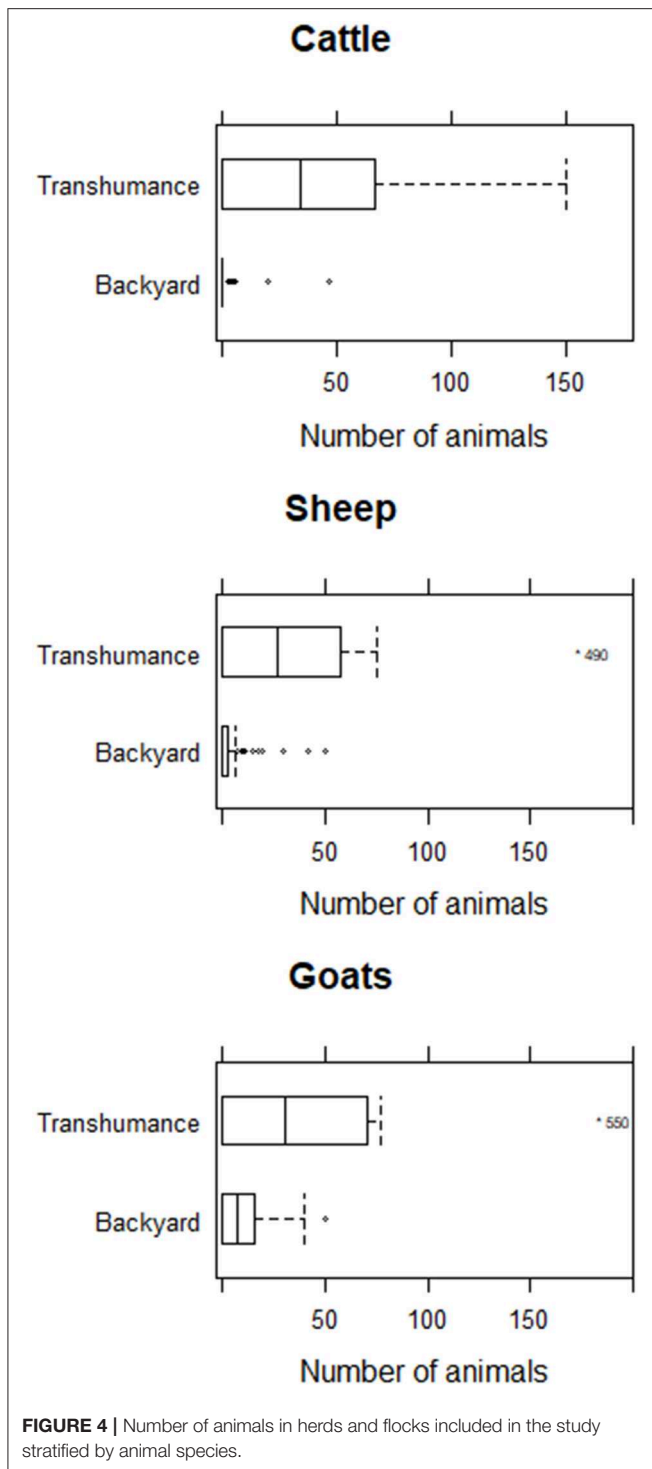 Cattle
Transhumance
Backyard
50 100 150
Number of animals
Sheep
Transhumance * 490
Backyard
50 100 150
Number of animals
Goats
Transhumance * 550
Backyard
50 100 150
Number of animals
FIGURE 4 | Number of animals in herds and flocks included in the study
stratified by animal species.